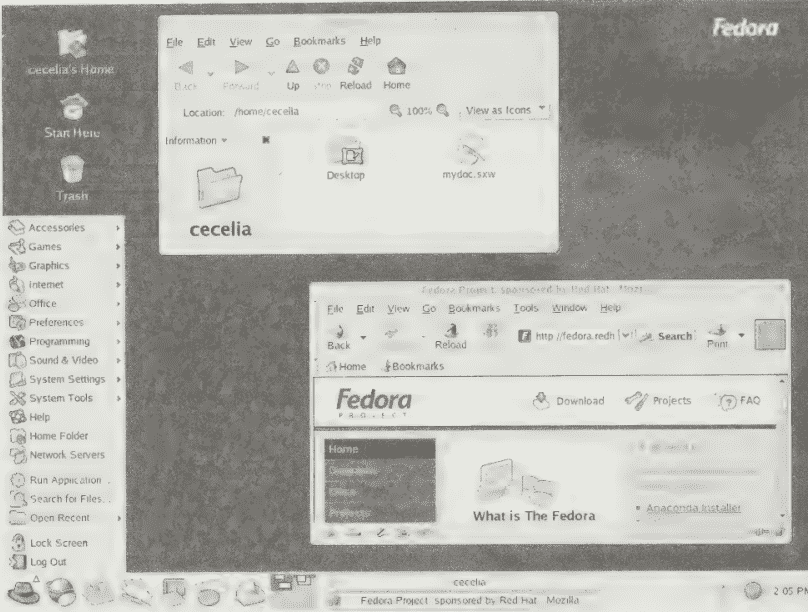 Fedora
cecelia's Home
Start Here
Trash
File Edit View Go Bookmarks Help
Back Forward Up Stop Reload Home
Location: /home/cecelia 100% View as Icons
Information
Desktop
mydoc.sxw
cecelia
Accessories
Games
Graphics
Internet
Office
Preferences
Programming
Sound & Video
System Settings
System Tools
Help
Home Folder
Network Servers
Run Application...
Search for Files...
Open Recent
Lock Screen
Log Out
Fedora Project, sponsored by Red Hat - Mozi
File Edit View Go Bookmarks Tools Window Help
Back Reload http://fedora.redh Search Print
Home Bookmarks
Fedora
PROJECT
Download Projects FAQ
Home
Projects
What is The Fedora
Anaconda Installer
cecelia
Fedora Project, sponsored by Red Hat - Mozilla
2:05 PM